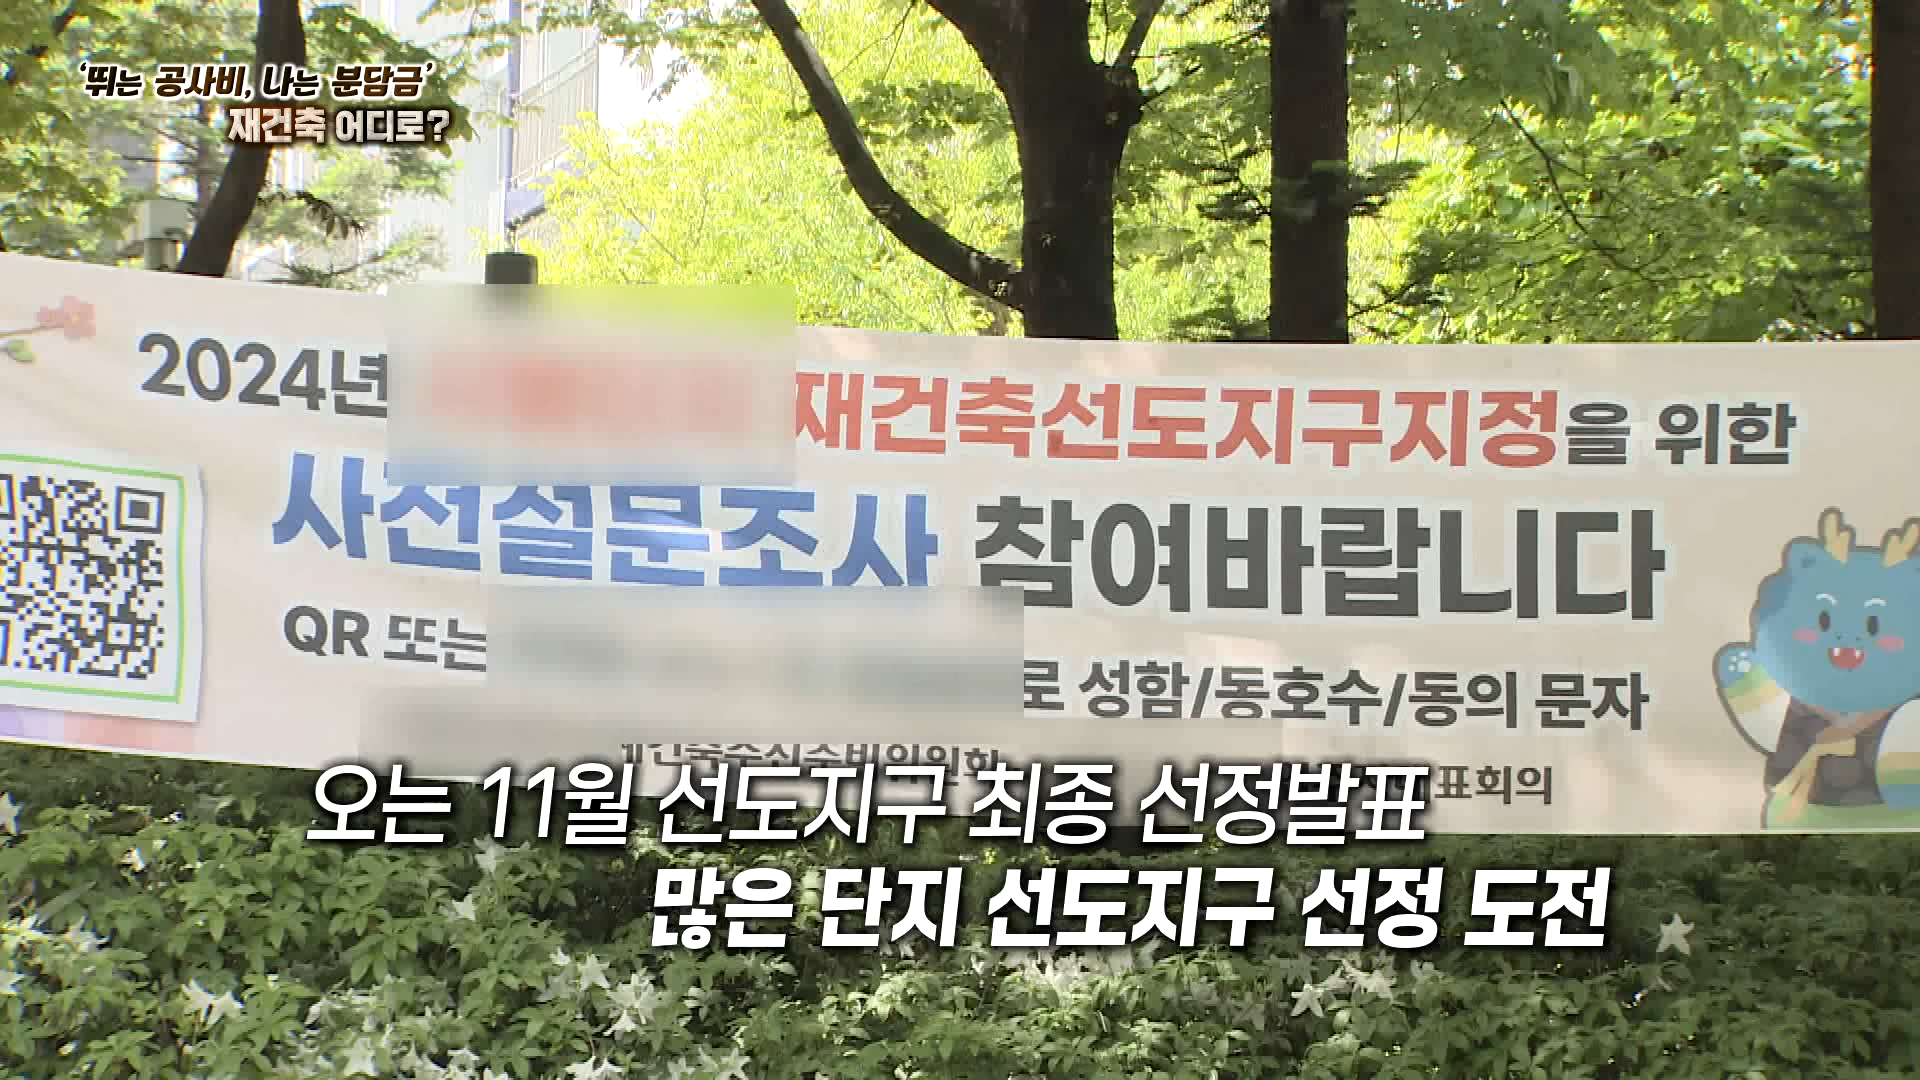 ‘뛰는 공사비, 나는 분담금’
재건축 어디로?
2024년 재건축선도지구지정을 위한
사전설문조사 참여바랍니다
QR 또는 로 성함/동호수/동의 문자
오는 11월 선도지구 최종 선정발표
많은 단지 선도지구 선정 도전